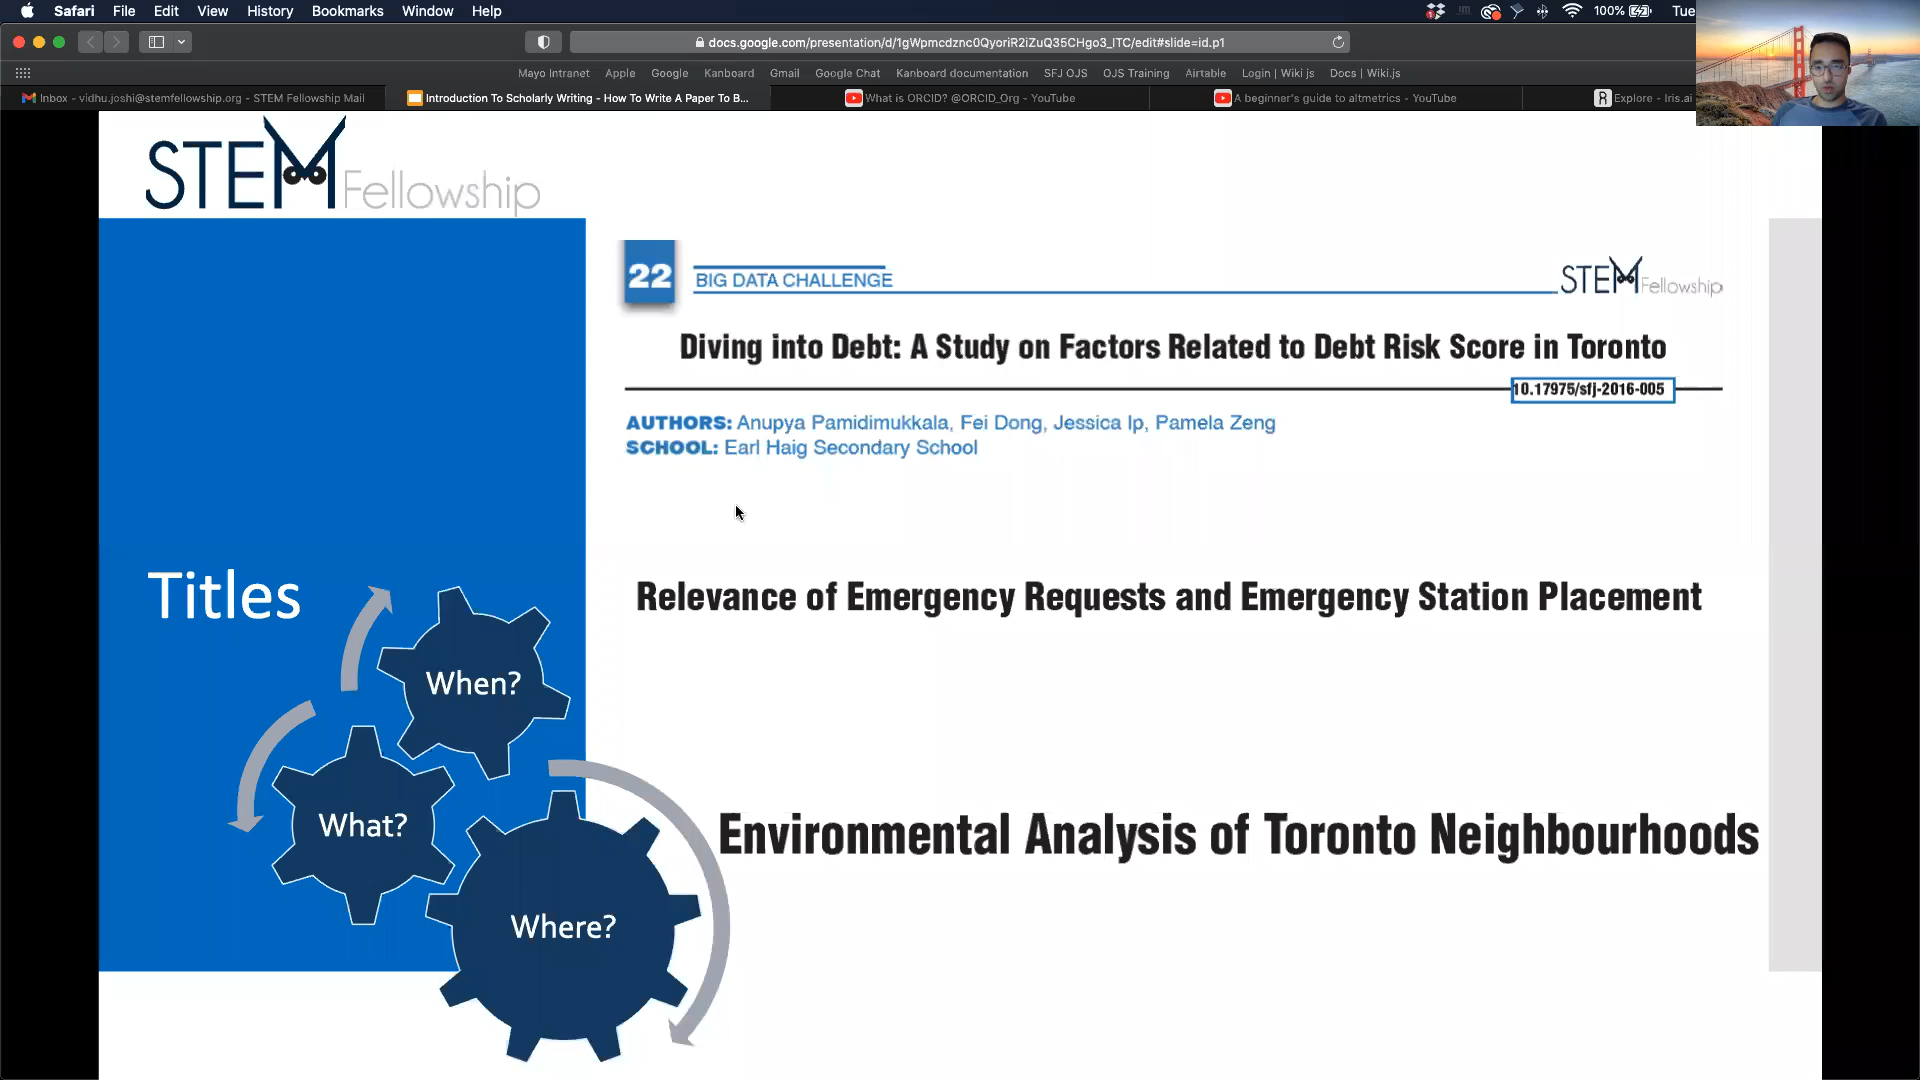 Safari File Edit View History Bookmarks Window Help 100% Tue
docs.google.com/presentation/d/1gWpmcdznc0QyoriR2iZuQ35CHgo3_ITC/edit#slide=id.p1
Mayo Intranet Apple Google Kanboard Gmail Google Chat Kanboard documentation SFJ OJS OJS Training Airtable Login | Wiki js Docs | Wiki.js
Inbox - vidhu.joshi@stemfellowship.org - STEM Fellowship Mail Introduction To Scholarly Writing - How To Write A Paper To B... What is ORCID? @ORCID_Org - YouTube A beginner's guide to altmetrics - YouTube R Explore - Iris.ai
STEM Fellowship
22 BIG DATA CHALLENGE STEM Fellowship
Diving into Debt: A Study on Factors Related to Debt Risk Score in Toronto
10.17975/sfj-2016-005
AUTHORS: Anupya Pamidimukkala, Fei Dong, Jessica Ip, Pamela Zeng
SCHOOL: Earl Haig Secondary School
Titles
Relevance of Emergency Requests and Emergency Station Placement
When?
What?
Environmental Analysis of Toronto Neighbourhoods
Where?